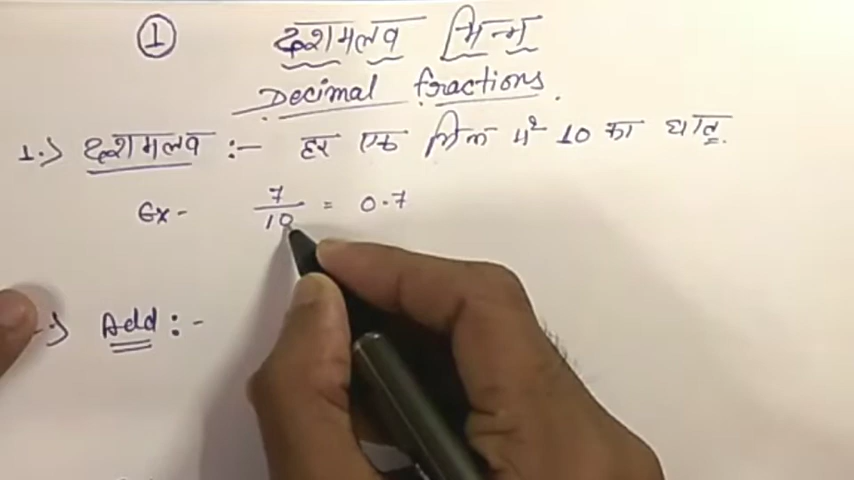 ① दशमलव भिन्न
Decimal fractions.
1.> दशमलव :- हर एक भिन्न में 10 का घात.
Ex- 7/10 = 0.7
.> Add :-